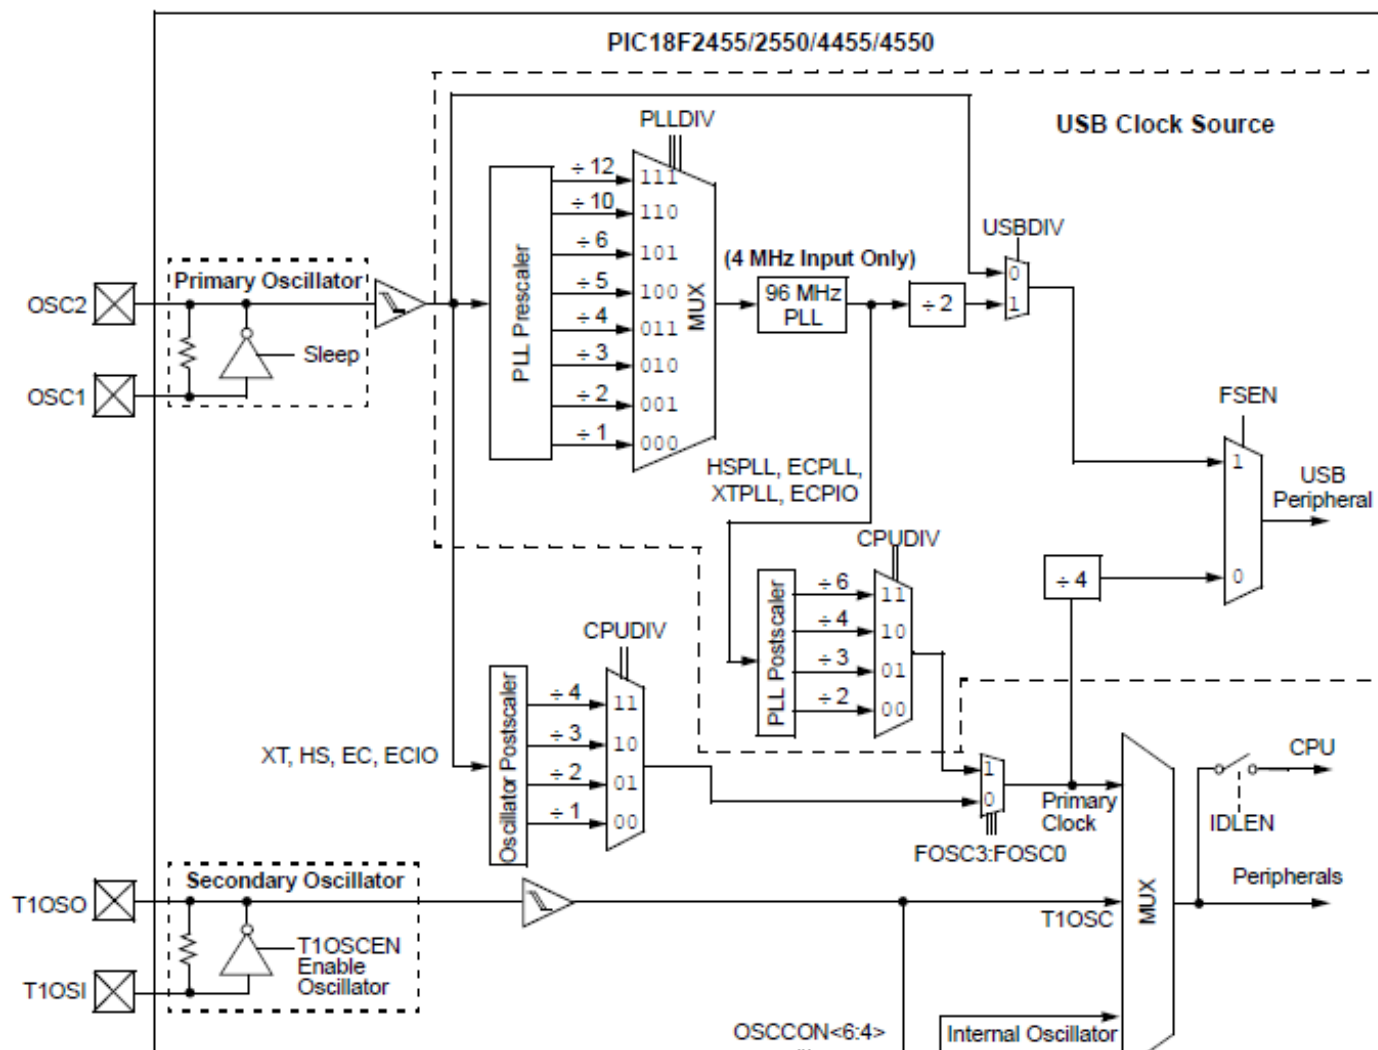 PIC18F2455/2550/4455/4550
USB Clock Source
PLLDIV
÷ 12
111
÷ 10
110
÷ 6
101
÷ 5
100
÷ 4
011
÷ 3
010
÷ 2
001
÷ 1
000
PLL Prescaler
MUX
(4 MHz Input Only)
96 MHz
PLL
÷ 2
USBDIV
0
1
Primary Oscillator
OSC2
Sleep
OSC1
FSEN
1
0
USB
Peripheral
HSPLL, ECPLL,
XTPLL, ECPIO
CPUDIV
÷ 6
11
÷ 4
10
÷ 3
01
÷ 2
00
PLL Postscaler
÷ 4
CPUDIV
÷ 4
11
÷ 3
10
÷ 2
01
÷ 1
00
Oscillator Postscaler
XT, HS, EC, ECIO
1
0
FOSC3:FOSC0
Primary
Clock
CPU
IDLEN
Peripherals
MUX
Secondary Oscillator
T1OSO
T1OSCEN
Enable
Oscillator
T1OSI
T1OSC
OSCCON<6:4>
Internal Oscillator